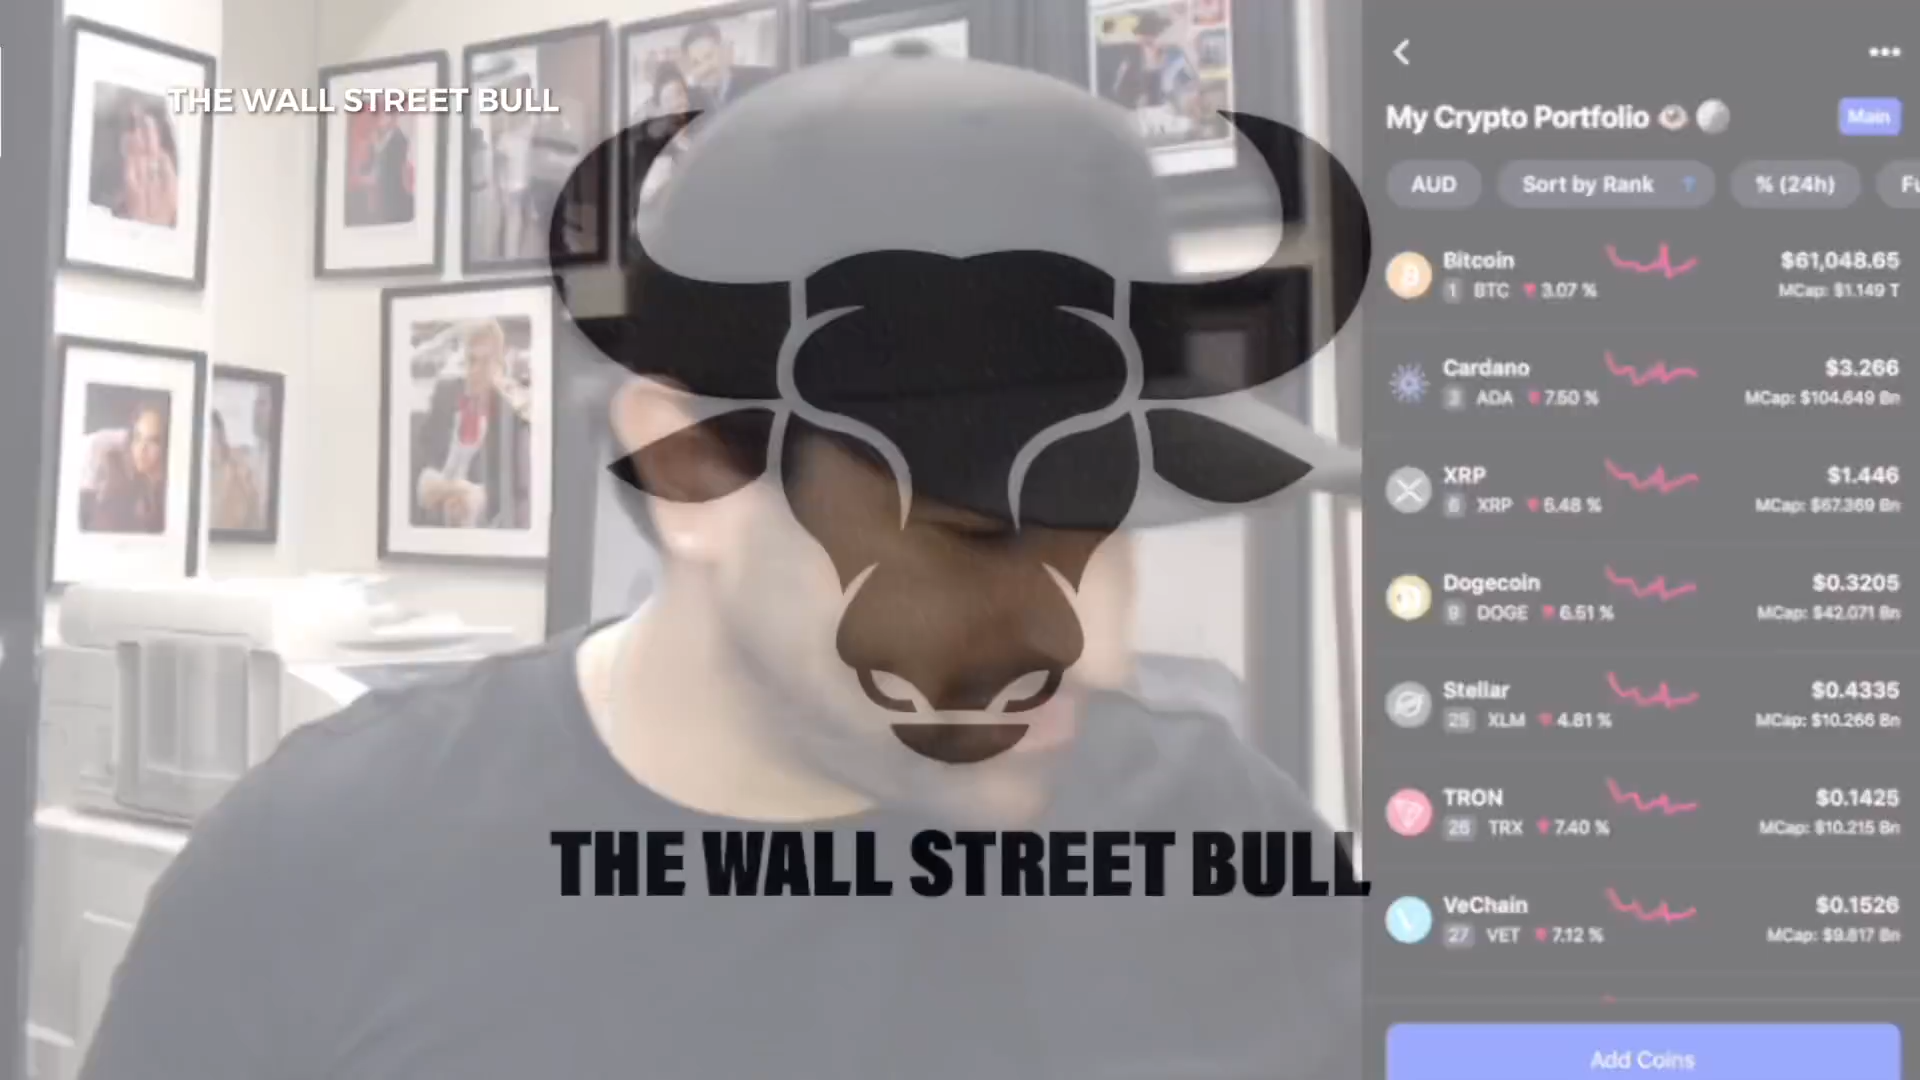 THE WALL STREET BULL
THE WALL STREET BULL
My Crypto Portfolio
Main
AUD
Sort by Rank
% (24h)
Bitcoin
$61,048.65
1 BTC 3.07 %
MCap: $1.149 T
Cardano
$3.266
3 ADA 7.50 %
MCap: $104.649 Bn
XRP
$1.446
6 XRP 5.48 %
MCap: $67.369 Bn
Dogecoin
$0.3205
9 DOGE 6.51 %
MCap: $42.071 Bn
Stellar
$0.4335
25 XLM 4.81 %
MCap: $10.266 Bn
TRON
$0.1425
26 TRX 7.40 %
MCap: $10.215 Bn
VeChain
$0.1526
27 VET 7.12 %
MCap: $9.817 Bn
Add Coins